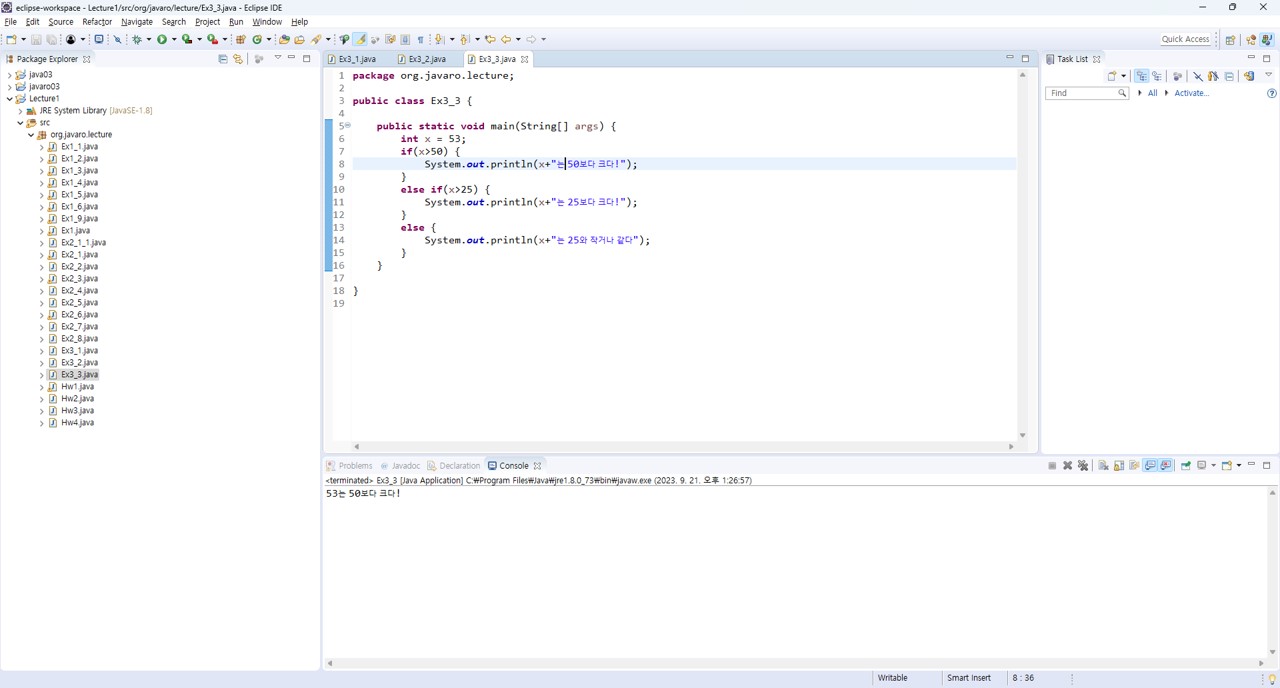 eclipse-workspace - Lecture1/src/org/javaro/lecture/Ex3_3.java - Eclipse IDE
File Edit Source Refactor Navigate Search Project Run Window Help
Quick Access
Package Explorer
java03
javaro03
Lecture1
JRE System Library [JavaSE-1.8]
src
org.javaro.lecture
Ex1_1.java
Ex1_2.java
Ex1_3.java
Ex1_4.java
Ex1_5.java
Ex1_6.java
Ex1_9.java
Ex1.java
Ex2_1_1.java
Ex2_1.java
Ex2_2.java
Ex2_3.java
Ex2_4.java
Ex2_5.java
Ex2_6.java
Ex2_7.java
Ex2_8.java
Ex3_1.java
Ex3_2.java
Ex3_3.java
Hw1.java
Hw2.java
Hw3.java
Hw4.java
Ex3_1.java Ex3_2.java Ex3_3.java
1 package org.javaro.lecture;
2
3 public class Ex3_3 {
4
5 public static void main(String[] args) {
6 int x = 53;
7 if(x>50) {
8 System.out.println(x+"는 50보다 크다!");
9 }
10 else if(x>25) {
11 System.out.println(x+"는 25보다 크다!");
12 }
13 else {
14 System.out.println(x+"는 25와 작거나 같다");
15 }
16 }
17
18 }
19
Task List
Find All Activate...
Problems Javadoc Declaration Console
<terminated> Ex3_3 [Java Application] C:₩Program Files₩Java₩jre1.8.0_73₩bin₩javaw.exe (2023. 9. 21. 오후 1:26:57)
53는 50보다 크다!
Writable Smart Insert 8 : 36